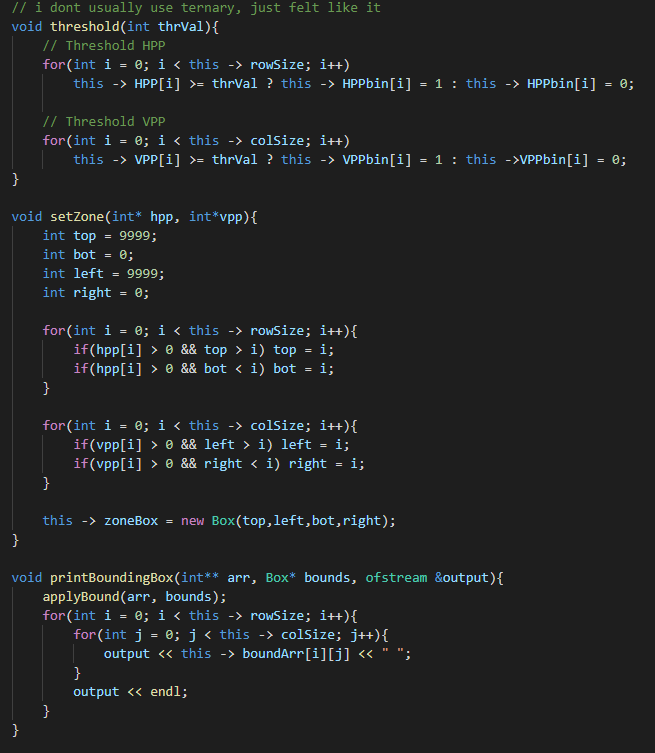 // i dont usually use ternary, just felt like it
void threshold(int thrVal){
    // Threshold HPP
    for(int i = 0; i < this -> rowSize; i++)
        this -> HPP[i] >= thrVal ? this -> HPPbin[i] = 1 : this -> HPPbin[i] = 0;

    // Threshold VPP
    for(int i = 0; i < this -> colSize; i++)
        this -> VPP[i] >= thrVal ? this -> VPPbin[i] = 1 : this ->VPPbin[i] = 0;
}

void setZone(int* hpp, int*vpp){
    int top = 9999;
    int bot = 0;
    int left = 9999;
    int right = 0;

    for(int i = 0; i < this -> rowSize; i++){
        if(hpp[i] > 0 && top > i) top = i;
        if(hpp[i] > 0 && bot < i) bot = i;
    }

    for(int i = 0; i < this -> colSize; i++){
        if(vpp[i] > 0 && left > i) left = i;
        if(vpp[i] > 0 && right < i) right = i;
    }

    this -> zoneBox = new Box(top,left,bot,right);
}

void printBoundingBox(int** arr, Box* bounds, ofstream &output){
    applyBound(arr, bounds);
    for(int i = 0; i < this -> rowSize; i++){
        for(int j = 0; j < this -> colSize; j++){
            output << this -> boundArr[i][j] << " ";
        }
        output << endl;
    }
}